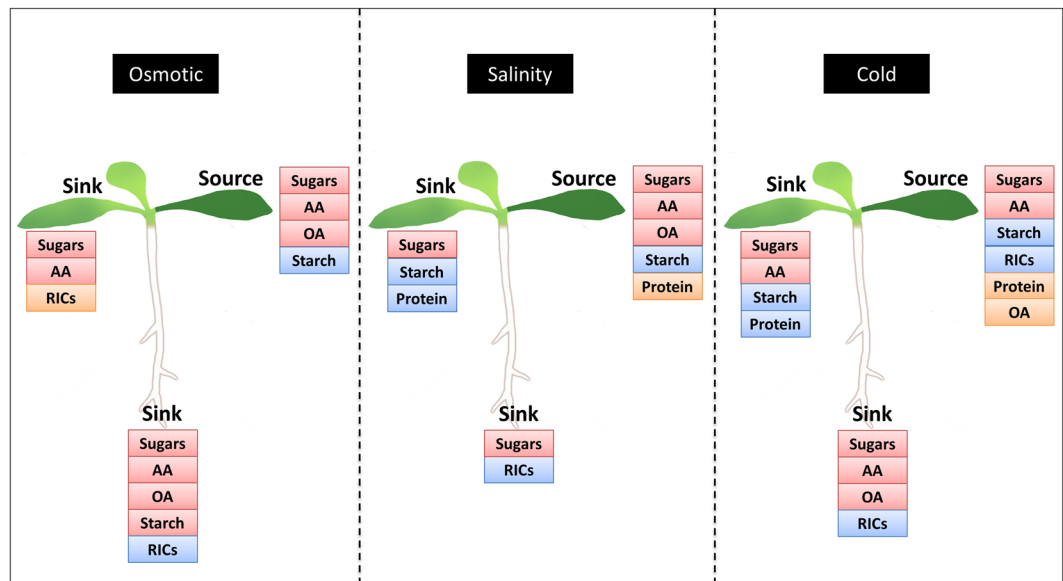 Osmotic
Sink
Source
Sugars
AA
OA
Starch
Sugars
AA
RICs
Sink
Sugars
AA
OA
Starch
RICs
Salinity
Sink
Source
Sugars
AA
OA
Starch
Protein
Sugars
Starch
Protein
Sink
Sugars
RICs
Cold
Sink
Source
Sugars
AA
Starch
RICs
Protein
OA
Sugars
AA
Starch
Protein
Sink
Sugars
AA
OA
RICs